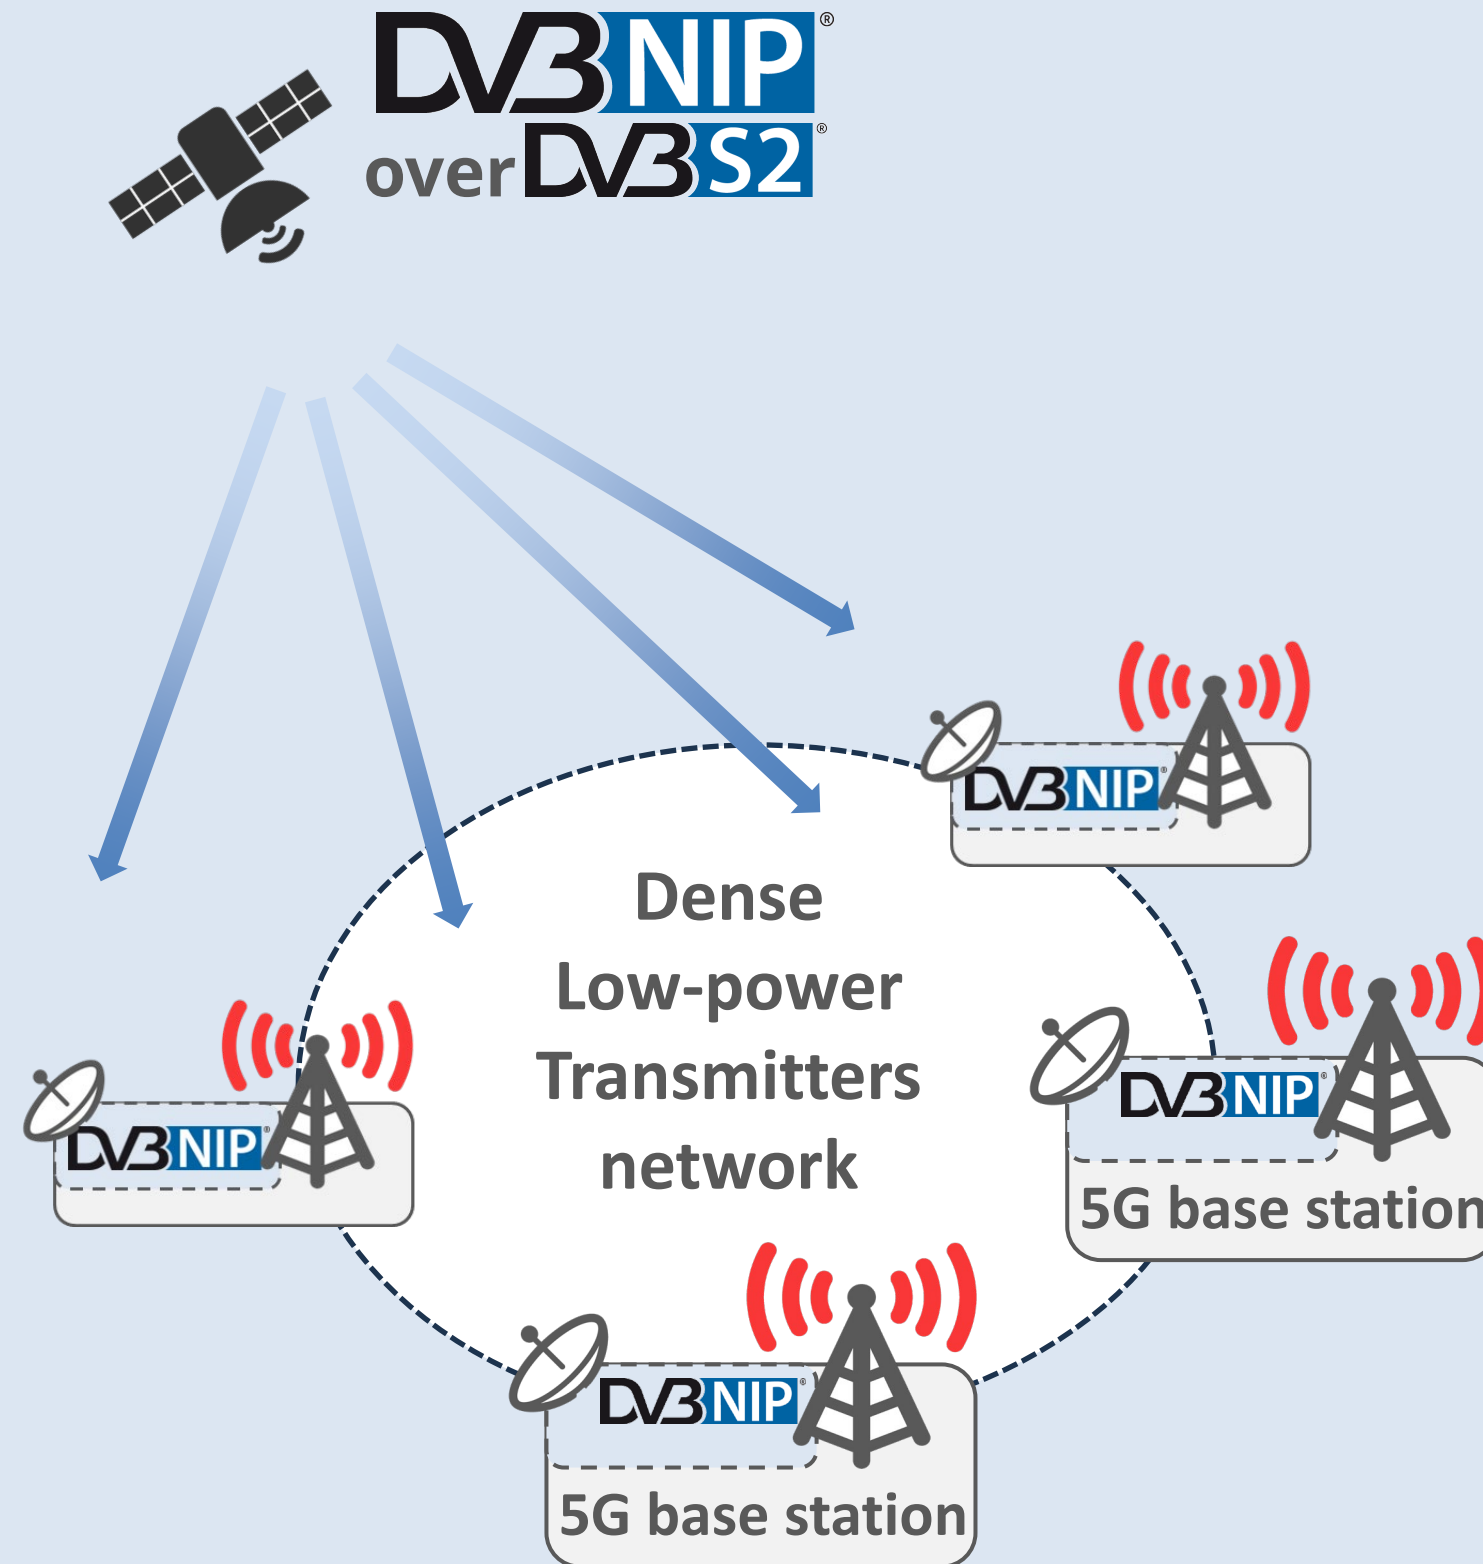 DVB NIP®
over DVB S2®
DVB NIP®
Dense
Low-power
Transmitters
network
DVB NIP®
5G base station
DVB NIP®
DVB NIP®
5G base station